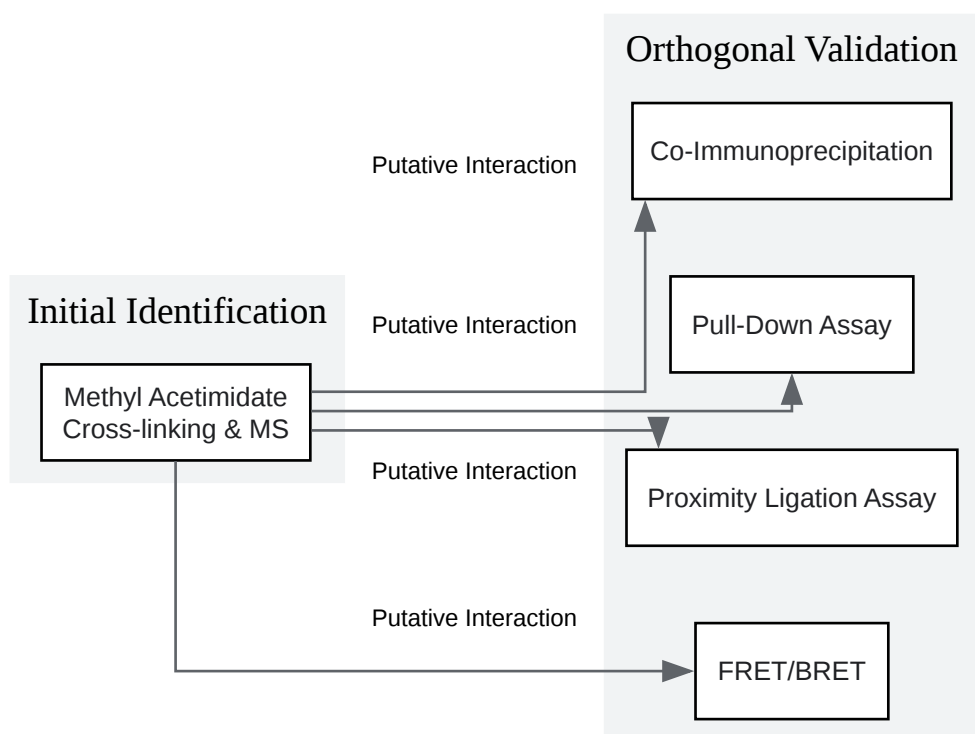 Orthogonal Validation
Putative Interaction
Co-Immunoprecipitation
Initial Identification
Putative Interaction
Pull-Down Assay
Methyl Acetimidate
Cross-linking & MS
Putative Interaction
Proximity Ligation Assay
Putative Interaction
FRET/BRET